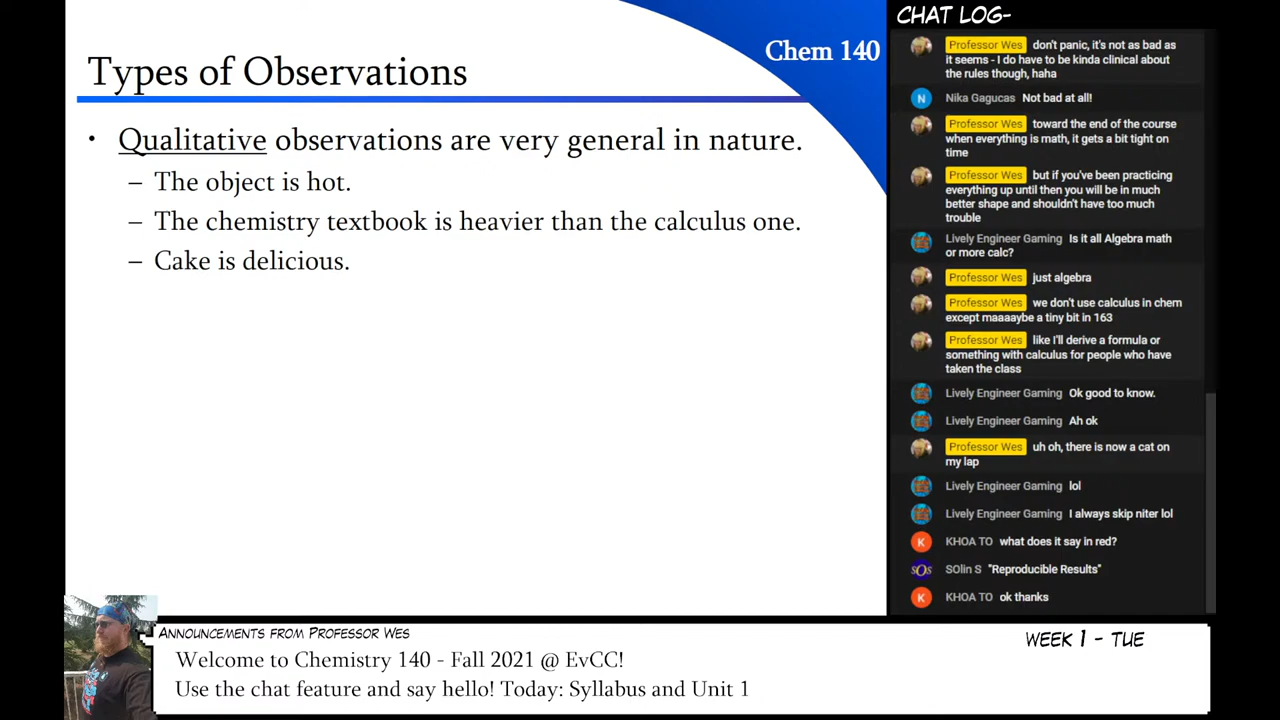 Chem 140
Types of Observations
• Qualitative observations are very general in nature.
– The object is hot.
– The chemistry textbook is heavier than the calculus one.
– Cake is delicious.
CHAT LOG-
Professor Wes don't panic, it's not as bad as
it seems - I do have to be kinda clinical about
the rules though, haha
N Nika Gagucas Not bad at all!
Professor Wes toward the end of the course
when everything is math, it gets a bit tight on
time
Professor Wes but if you've been practicing
everything up until then you will be in much
better shape and shouldn't have too much
trouble
Lively Engineer Gaming Is it all Algebra math
or more calc?
Professor Wes just algebra
Professor Wes we don't use calculus in chem
except maaaaybe a tiny bit in 163
Professor Wes like I'll derive a formula or
something with calculus for people who have
taken the class
Lively Engineer Gaming Ok good to know.
Lively Engineer Gaming Ah ok
Professor Wes uh oh, there is now a cat on
my lap
Lively Engineer Gaming lol
Lively Engineer Gaming I always skip niter lol
K KHOA TO what does it say in red?
SOS SOlin S "Reproducible Results"
K KHOA TO ok thanks
Announcements from Professor Wes
WEEK 1 - TUE
Welcome to Chemistry 140 - Fall 2021 @ EvCC!
Use the chat feature and say hello! Today: Syllabus and Unit 1